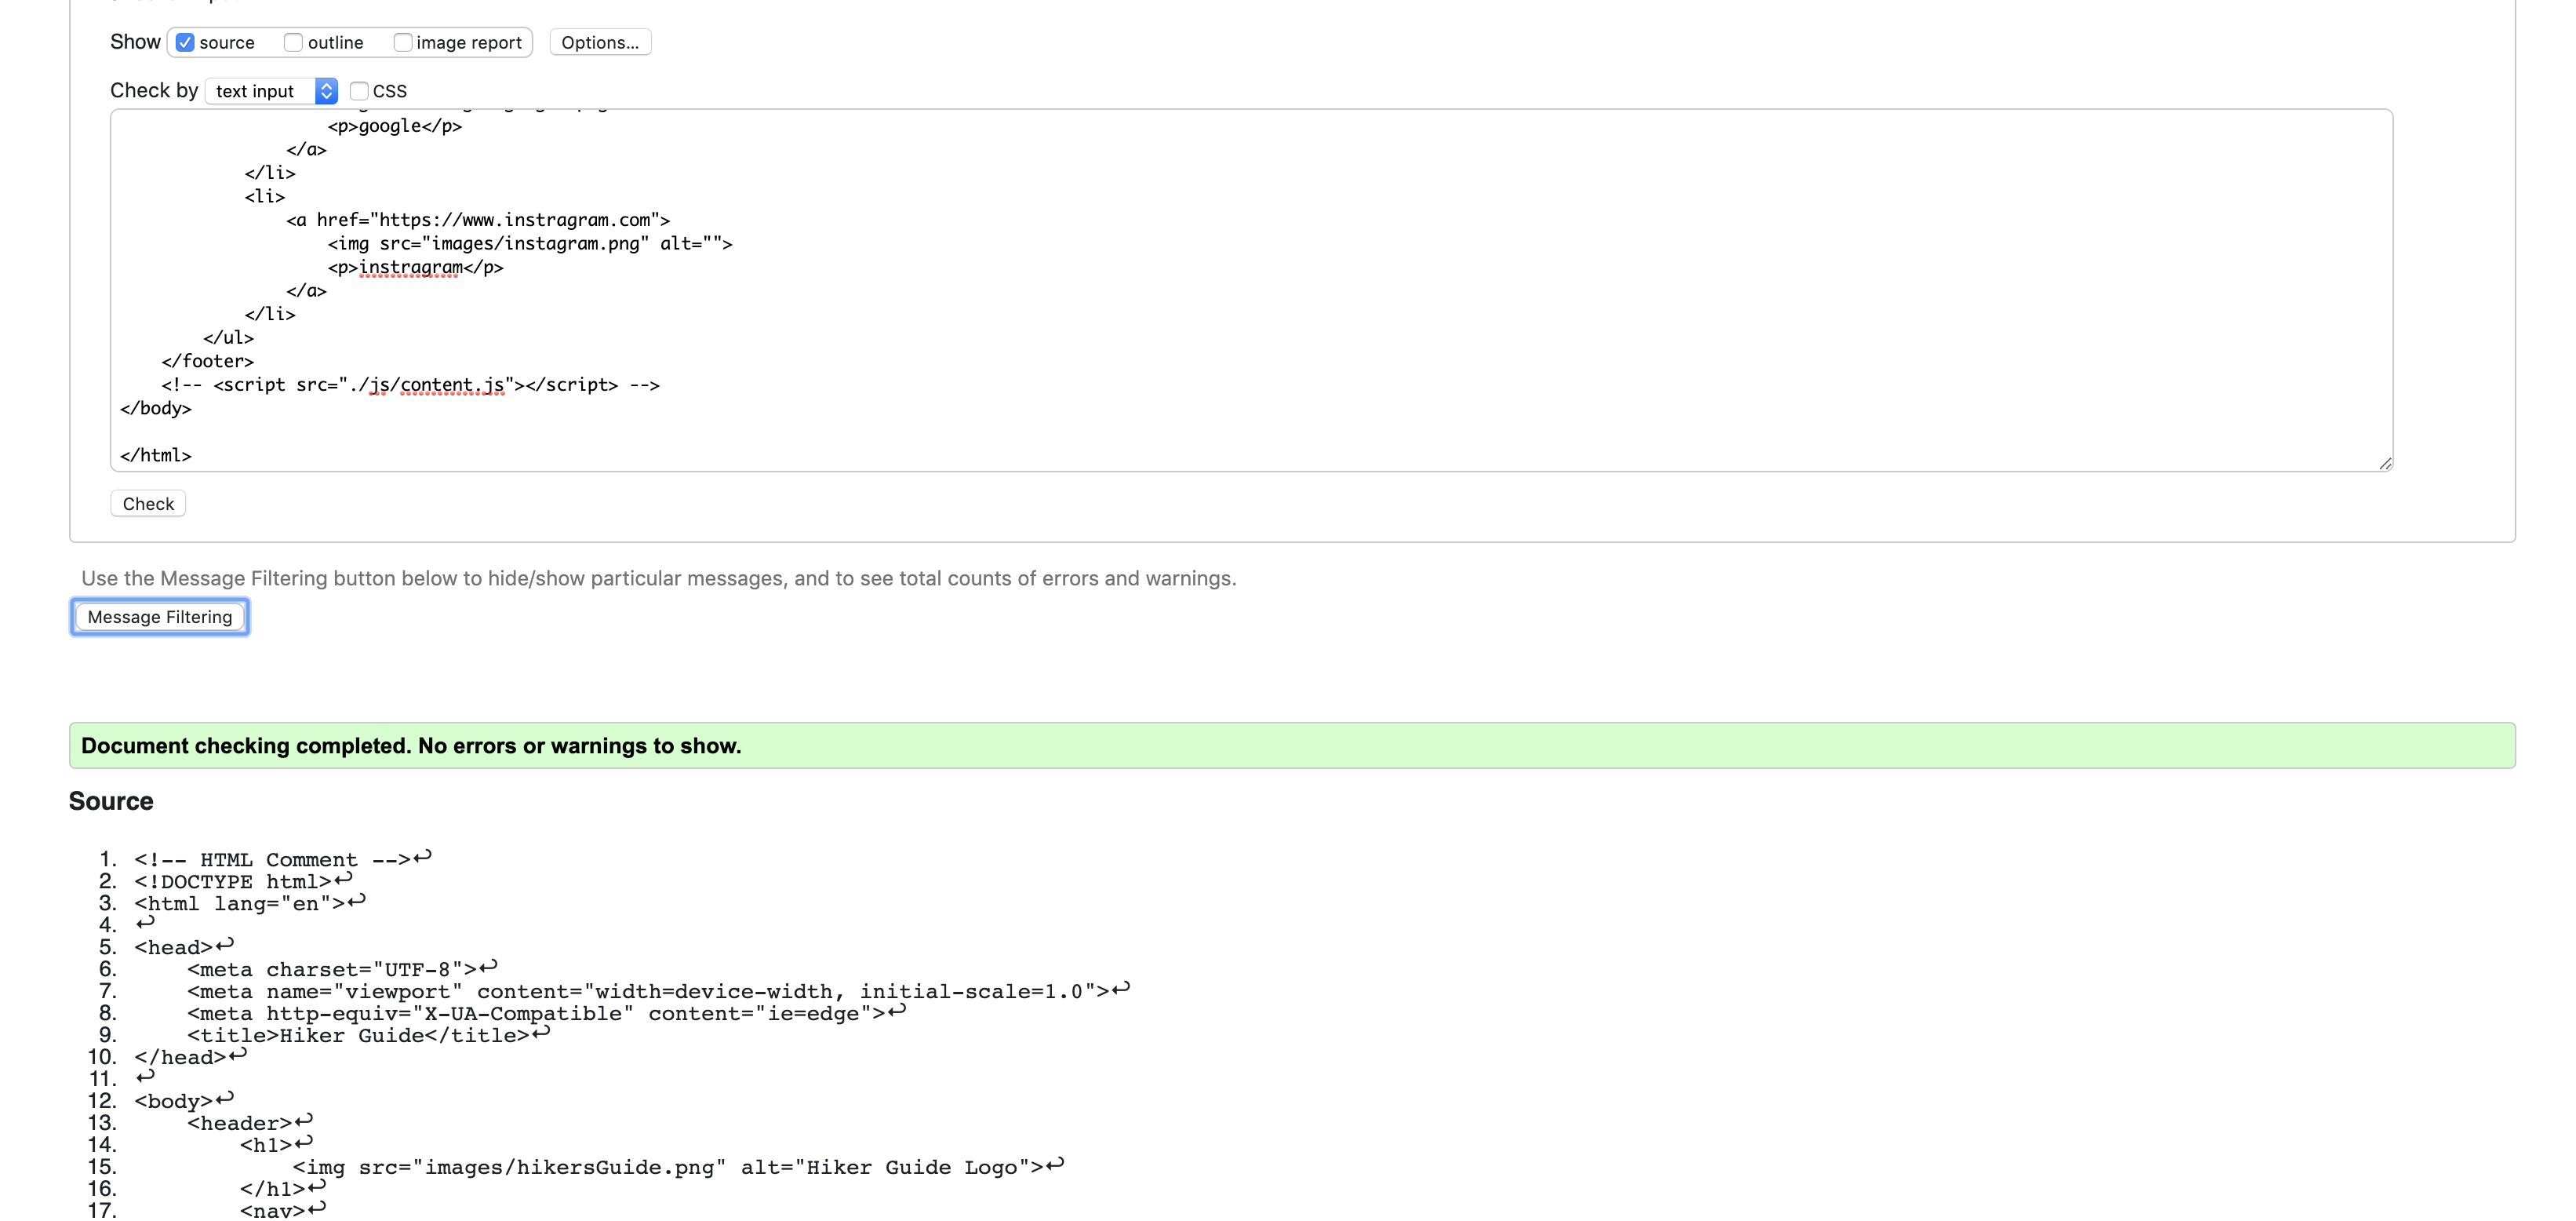 Show source outline image report Options...
Check by text input CSS
<p>google</p>
</a>
</li>
<li>
<a href="https://www.instragram.com">
<img src="images/instagram.png" alt="">
<p>instragram</p>
</a>
</li>
</ul>
</footer>
<!-- <script src="./js/content.js"></script> -->
</body>
</html>
Check
Use the Message Filtering button below to hide/show particular messages, and to see total counts of errors and warnings.
Message Filtering
Document checking completed. No errors or warnings to show.
Source
1. <!-- HTML Comment -->↩
2. <!DOCTYPE html>↩
3. <html lang="en">↩
4. ↩
5. <head>↩
6. <meta charset="UTF-8">↩
7. <meta name="viewport" content="width=device-width, initial-scale=1.0">↩
8. <meta http-equiv="X-UA-Compatible" content="ie=edge">↩
9. <title>Hiker Guide</title>↩
10. </head>↩
11. ↩
12. <body>↩
13. <header>↩
14. <h1>↩
15. <img src="images/hikersGuide.png" alt="Hiker Guide Logo">↩
16. </h1>↩
17. <nav>↩